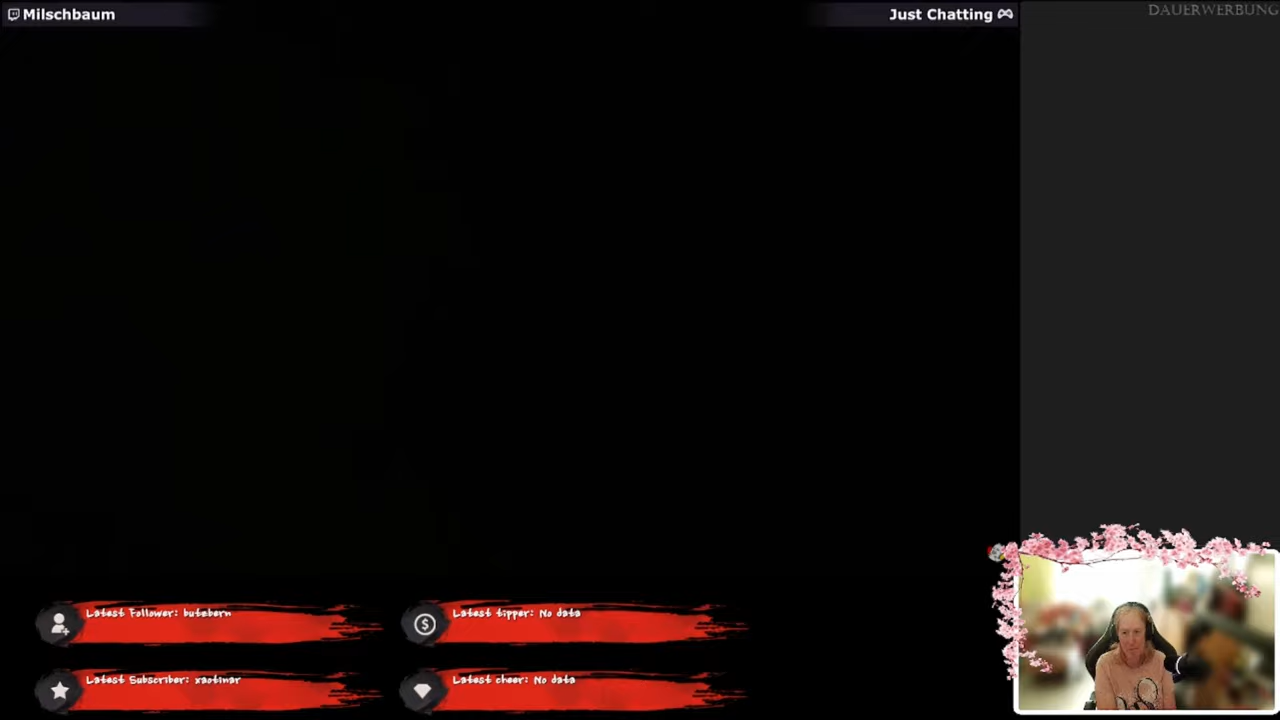 Milschbaum
Just Chatting
DAUERWERBUNG
Latest Follower: butebern
Latest tipper: No data
Latest Subscriber: xaotinar
Latest cheer: No data